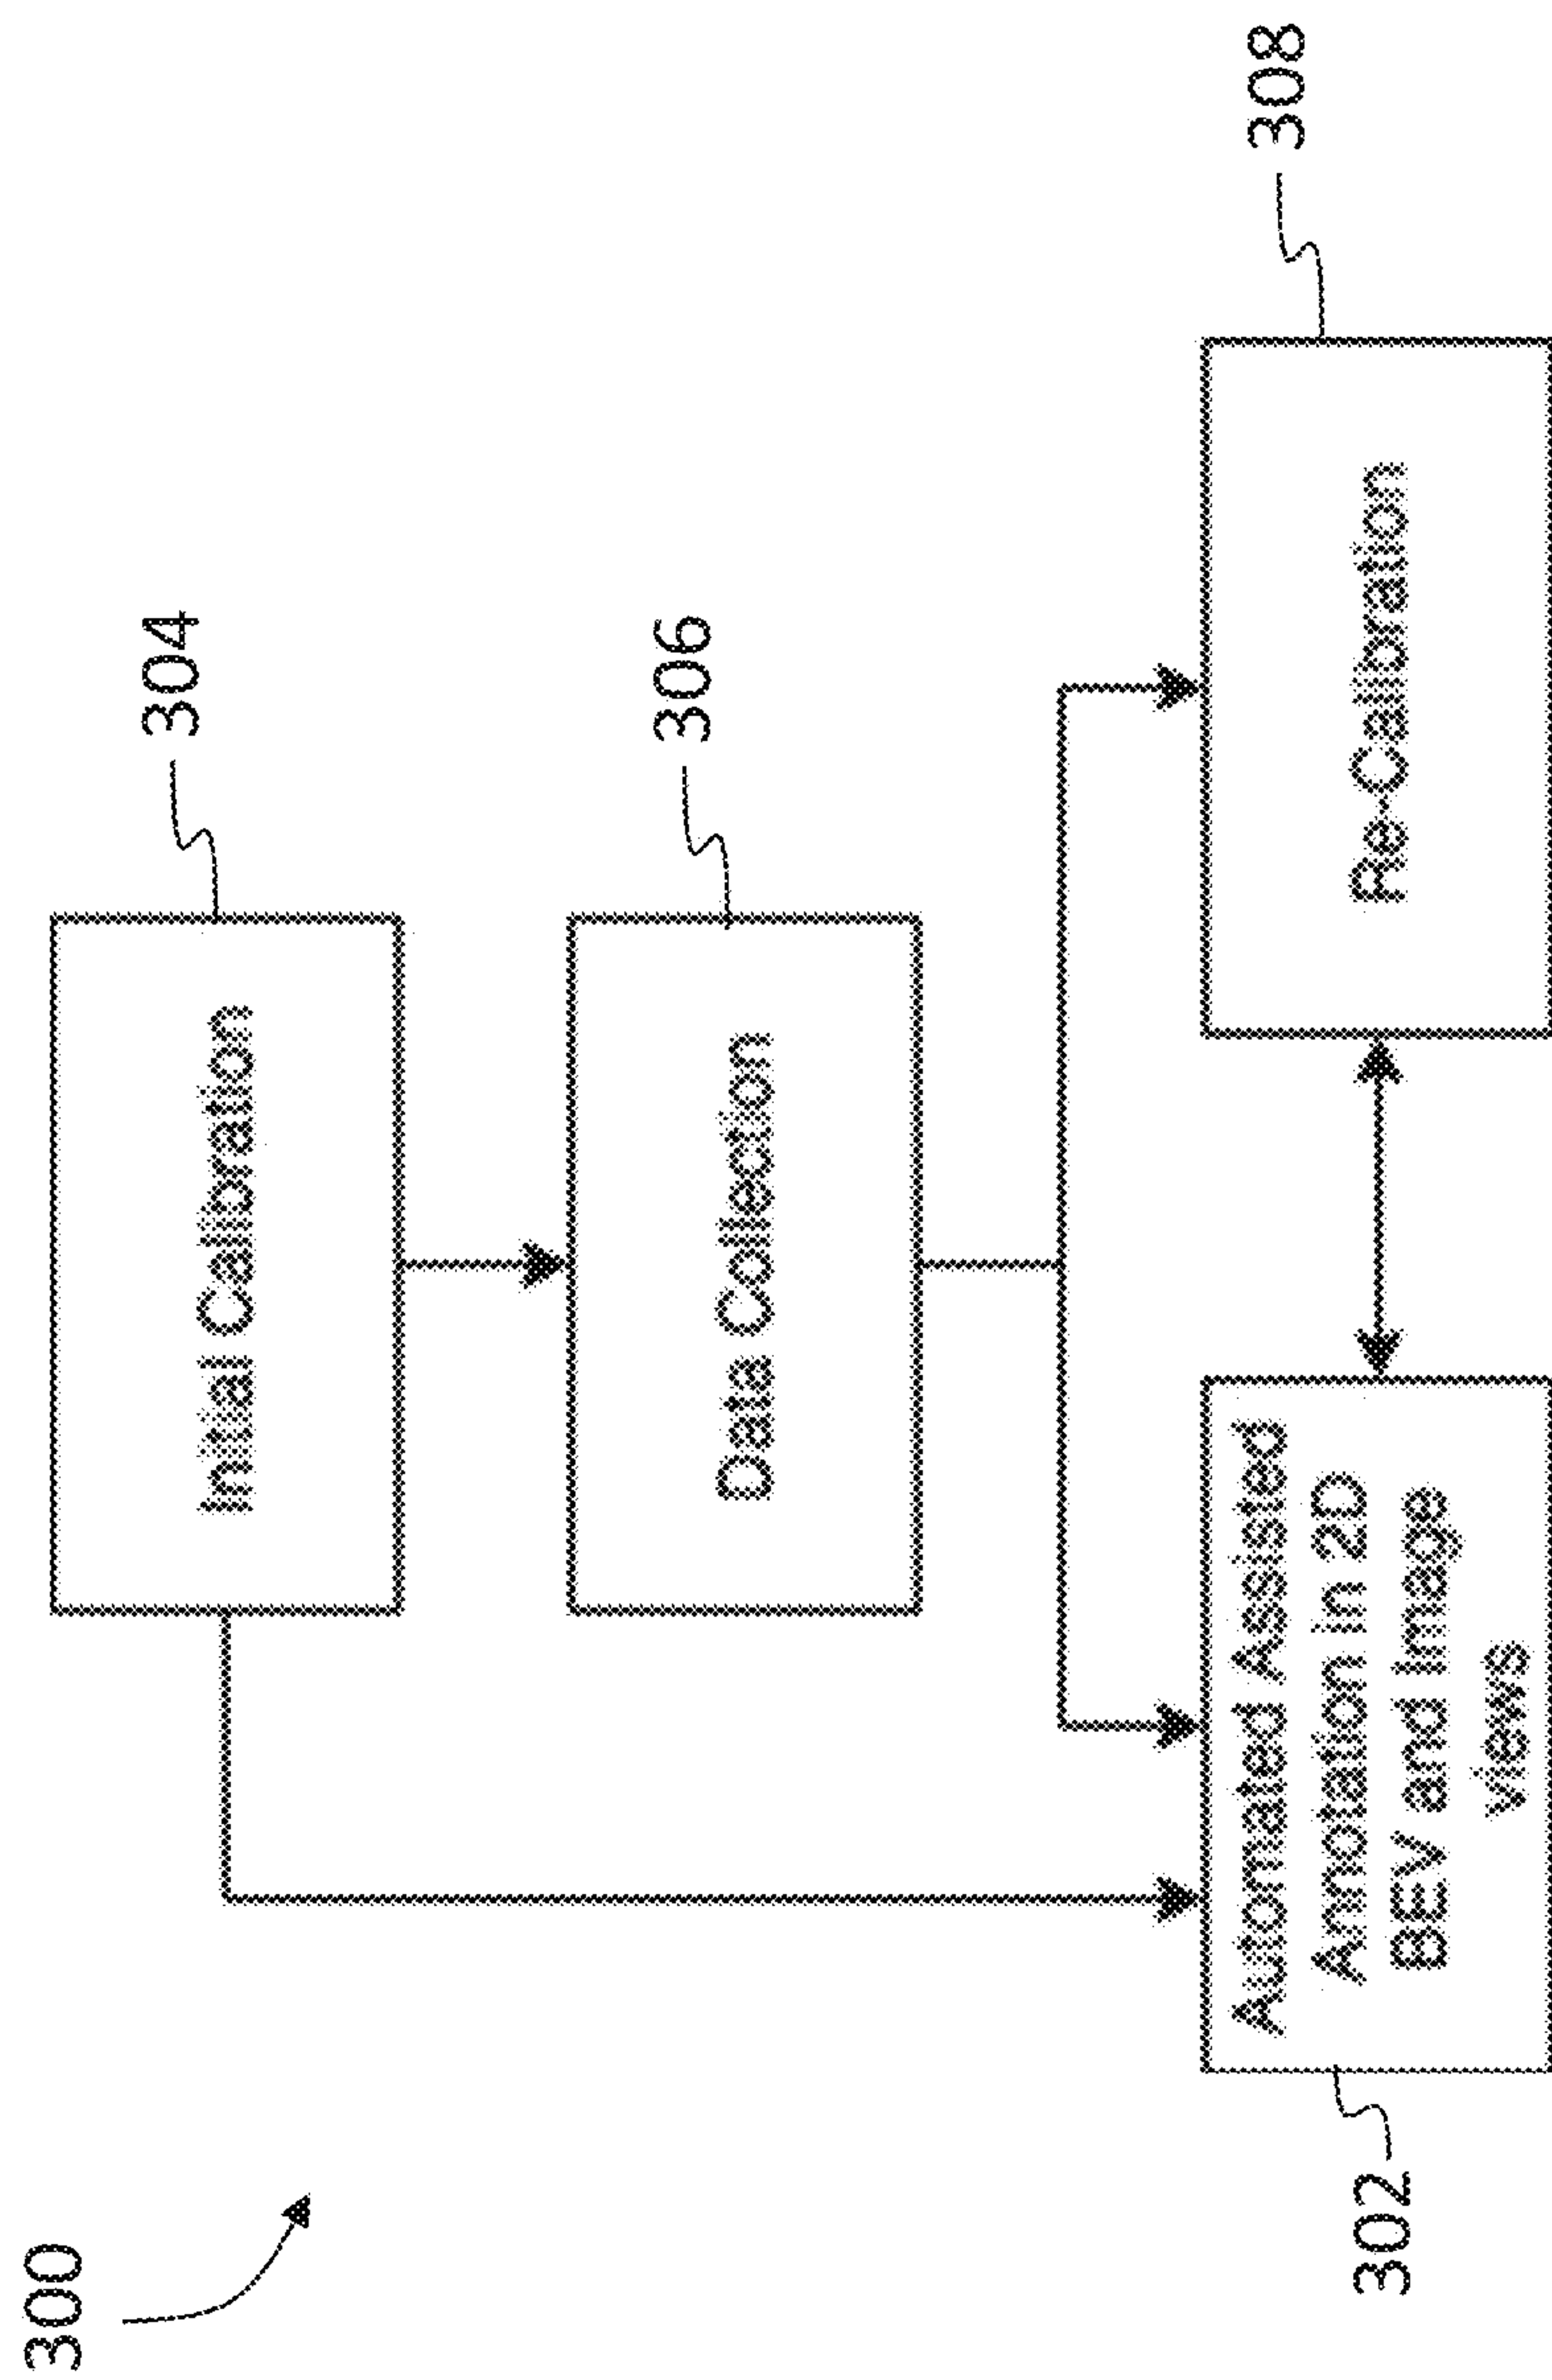 300
304
Initial Calibration
306
Data Collection
308
Re-Calibration
302
Automated Assisted
Annotation in 2D
BEV and Image
views